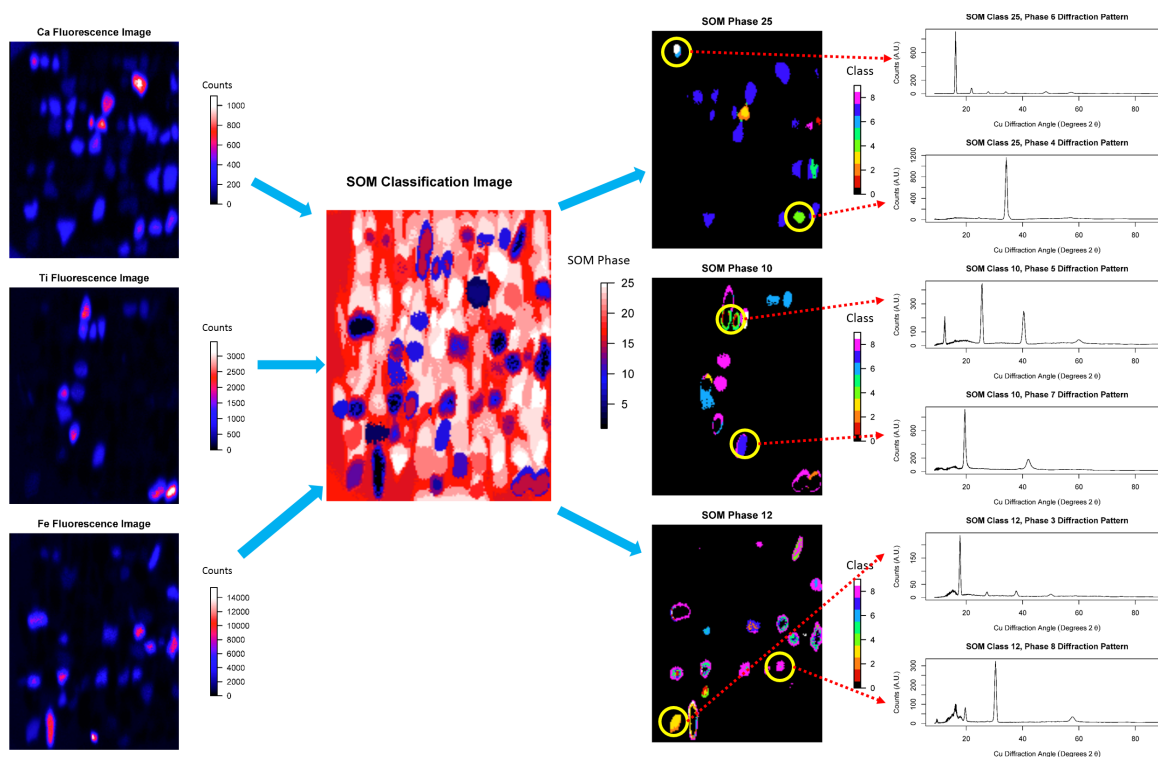 Ca Fluorescence Image
Counts
1000
800
600
400
200
0
Ti Fluorescence Image
Counts
3000
2500
2000
1500
1000
500
0
Fe Fluorescence Image
Counts
14000
12000
10000
8000
6000
4000
2000
0
SOM Classification Image
SOM Phase
25
20
15
10
5
SOM Phase 25
Class
8
6
4
2
0
SOM Phase 10
Class
8
6
4
2
0
SOM Phase 12
Class
8
6
4
2
0
SOM Class 25, Phase 6 Diffraction Pattern
Counts (A.U.)
0 200 600
20 40 60 80
Cu Diffraction Angle (Degrees 2 θ)
SOM Class 25, Phase 4 Diffraction Pattern
Counts (A.U.)
0 400 800 1200
20 40 60 80
Cu Diffraction Angle (Degrees 2 θ)
SOM Class 10, Phase 5 Diffraction Pattern
Counts (A.U.)
0 200 400
20 40 60 80
Cu Diffraction Angle (Degrees 2 θ)
SOM Class 10, Phase 7 Diffraction Pattern
Counts (A.U.)
0 200 600
20 40 60 80
Cu Diffraction Angle (Degrees 2 θ)
SOM Class 12, Phase 3 Diffraction Pattern
Counts (A.U.)
0 50 150
20 40 60 80
Cu Diffraction Angle (Degrees 2 θ)
SOM Class 12, Phase 8 Diffraction Pattern
Counts (A.U.)
0 100 300
20 40 60 80
Cu Diffraction Angle (Degrees 2 θ)